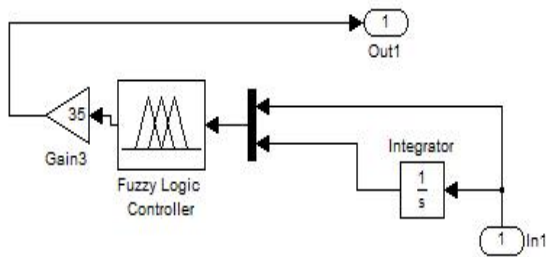 1
Out1
35
Gain3
Fuzzy Logic
Controller
Integrator
1
s
1
In1